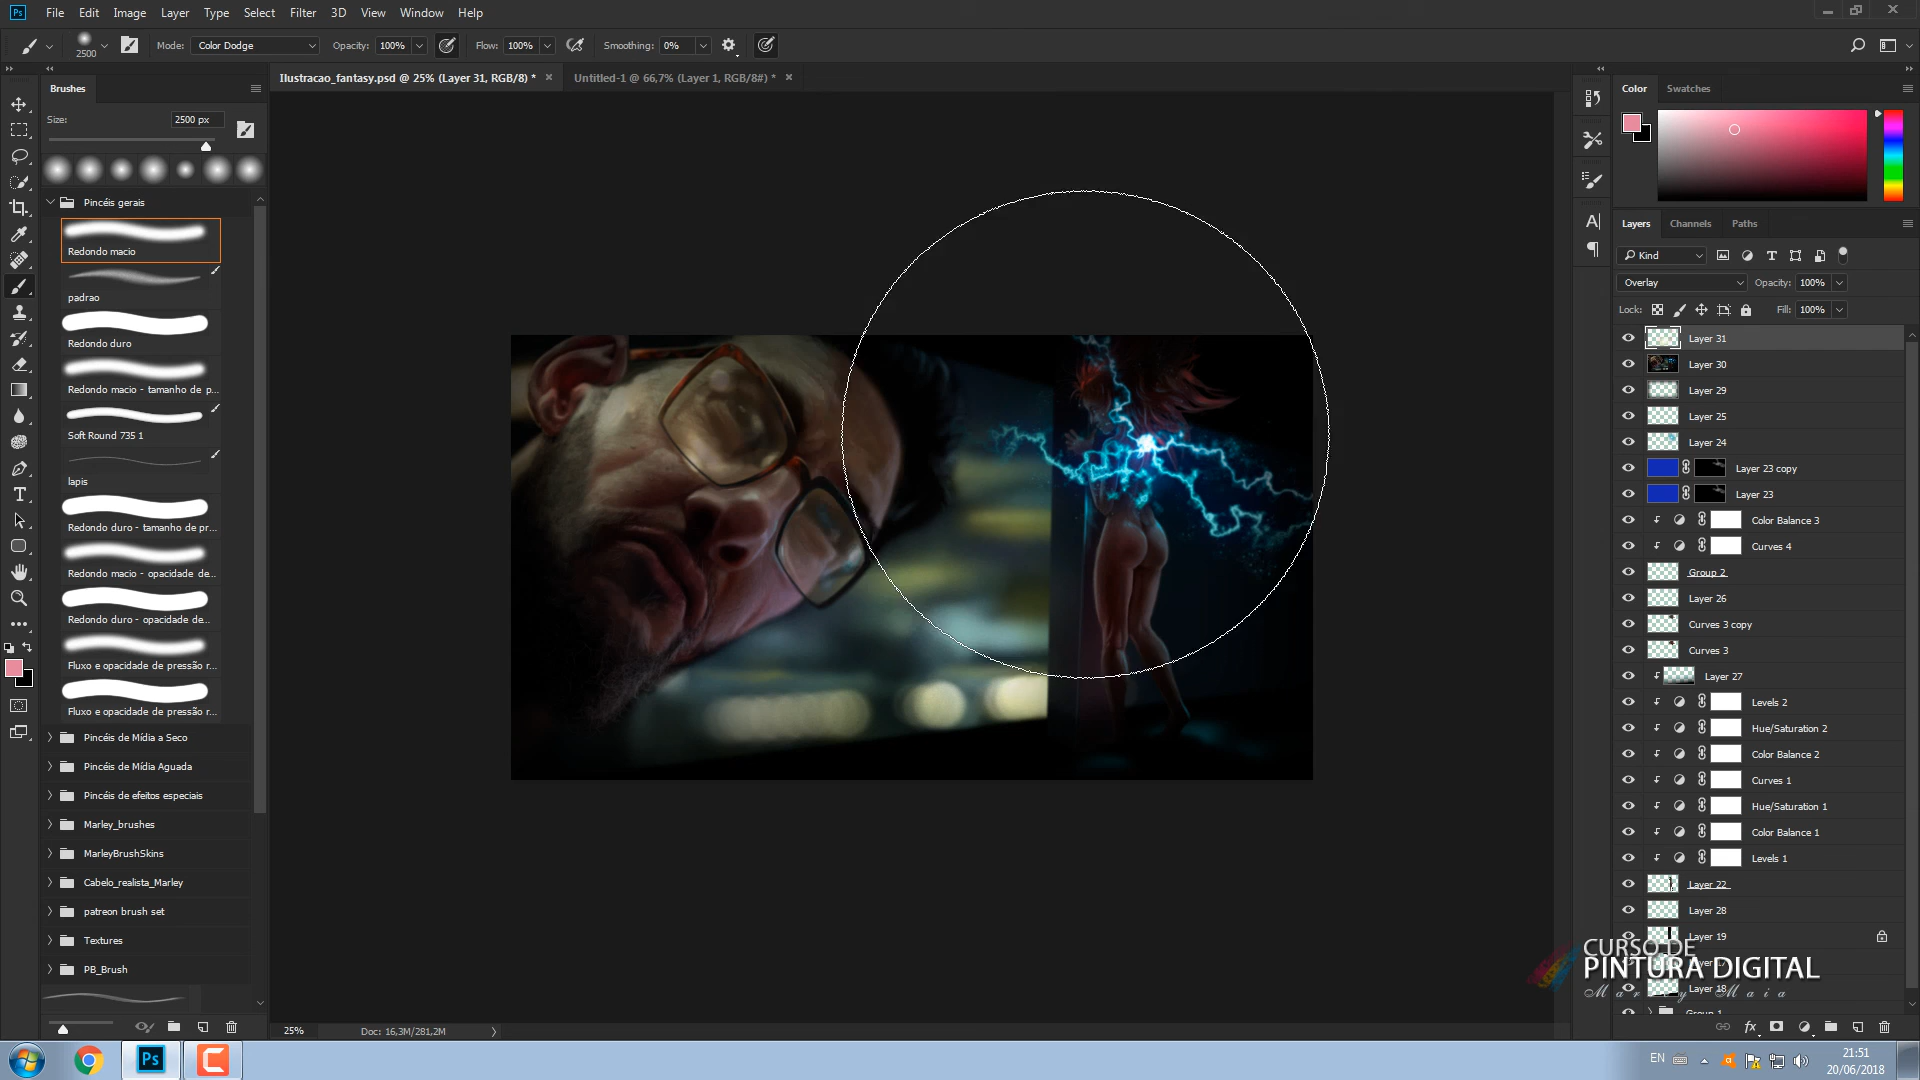 Ps File Edit Image Layer Type Select Filter 3D View Window Help
2500 Mode: Color Dodge Opacity: 100% Flow: 100% Smoothing: 0%
Ilustracao_fantasy.psd @ 25% (Layer 31, RGB/8) *
Untitled-1 @ 66,7% (Layer 1, RGB/8#) *
Brushes
Size: 2500 px
Pincéis gerais
Redondo macio
padrao
Redondo duro
Redondo macio - tamanho de p...
Soft Round 735 1
lapis
Redondo duro - tamanho de pr...
Redondo macio - opacidade de...
Redondo duro - opacidade de...
Fluxo e opacidade de pressão r...
Fluxo e opacidade de pressão r...
Pincéis de Mídia a Seco
Pincéis de Mídia Aguada
Pincéis de efeitos especiais
Marley_brushes
MarleyBrushSkins
Cabelo_realista_Marley
patreon brush set
Textures
PB_Brush
25% Doc: 16,3M/281,2M
Color Swatches
Layers Channels Paths
Kind
Overlay Opacity: 100%
Lock: Fill: 100%
Layer 31
Layer 30
Layer 29
Layer 25
Layer 24
Layer 23 copy
Layer 23
Color Balance 3
Curves 4
Group 2
Layer 26
Curves 3 copy
Curves 3
Layer 27
Levels 2
Hue/Saturation 2
Color Balance 2
Curves 1
Hue/Saturation 1
Color Balance 1
Levels 1
Layer 22
Layer 28
Layer 19
Layer 18
Group 1
CURSO DE
PINTURA DIGITAL
Ps
EN
21:51
20/06/2018